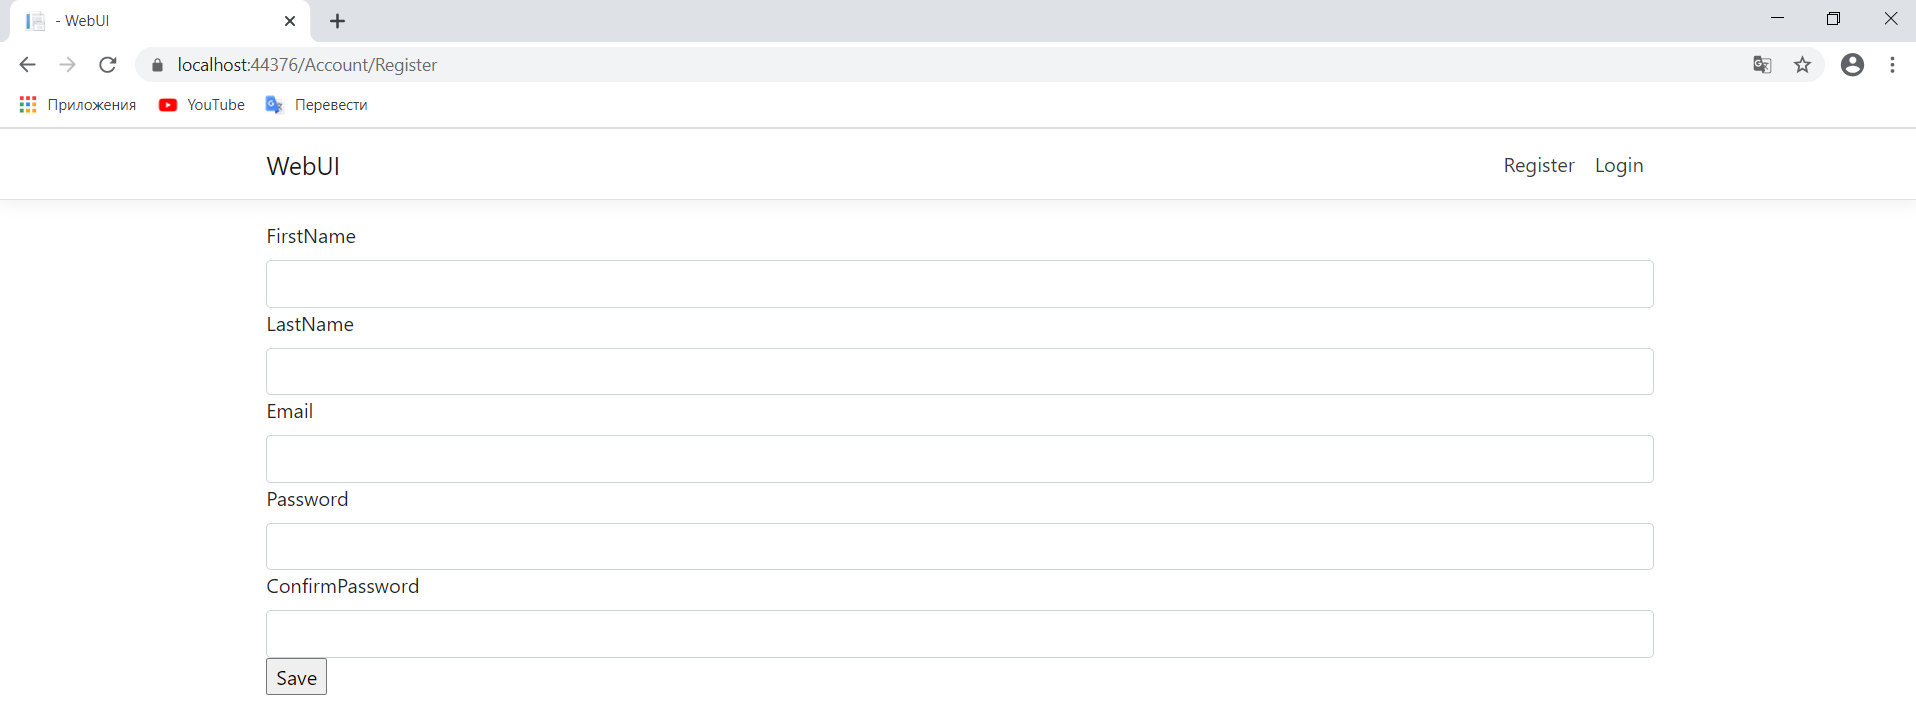 - WebUI
localhost:44376/Account/Register
Приложения YouTube Перевести
WebUI Register Login
FirstName
LastName
Email
Password
ConfirmPassword
Save